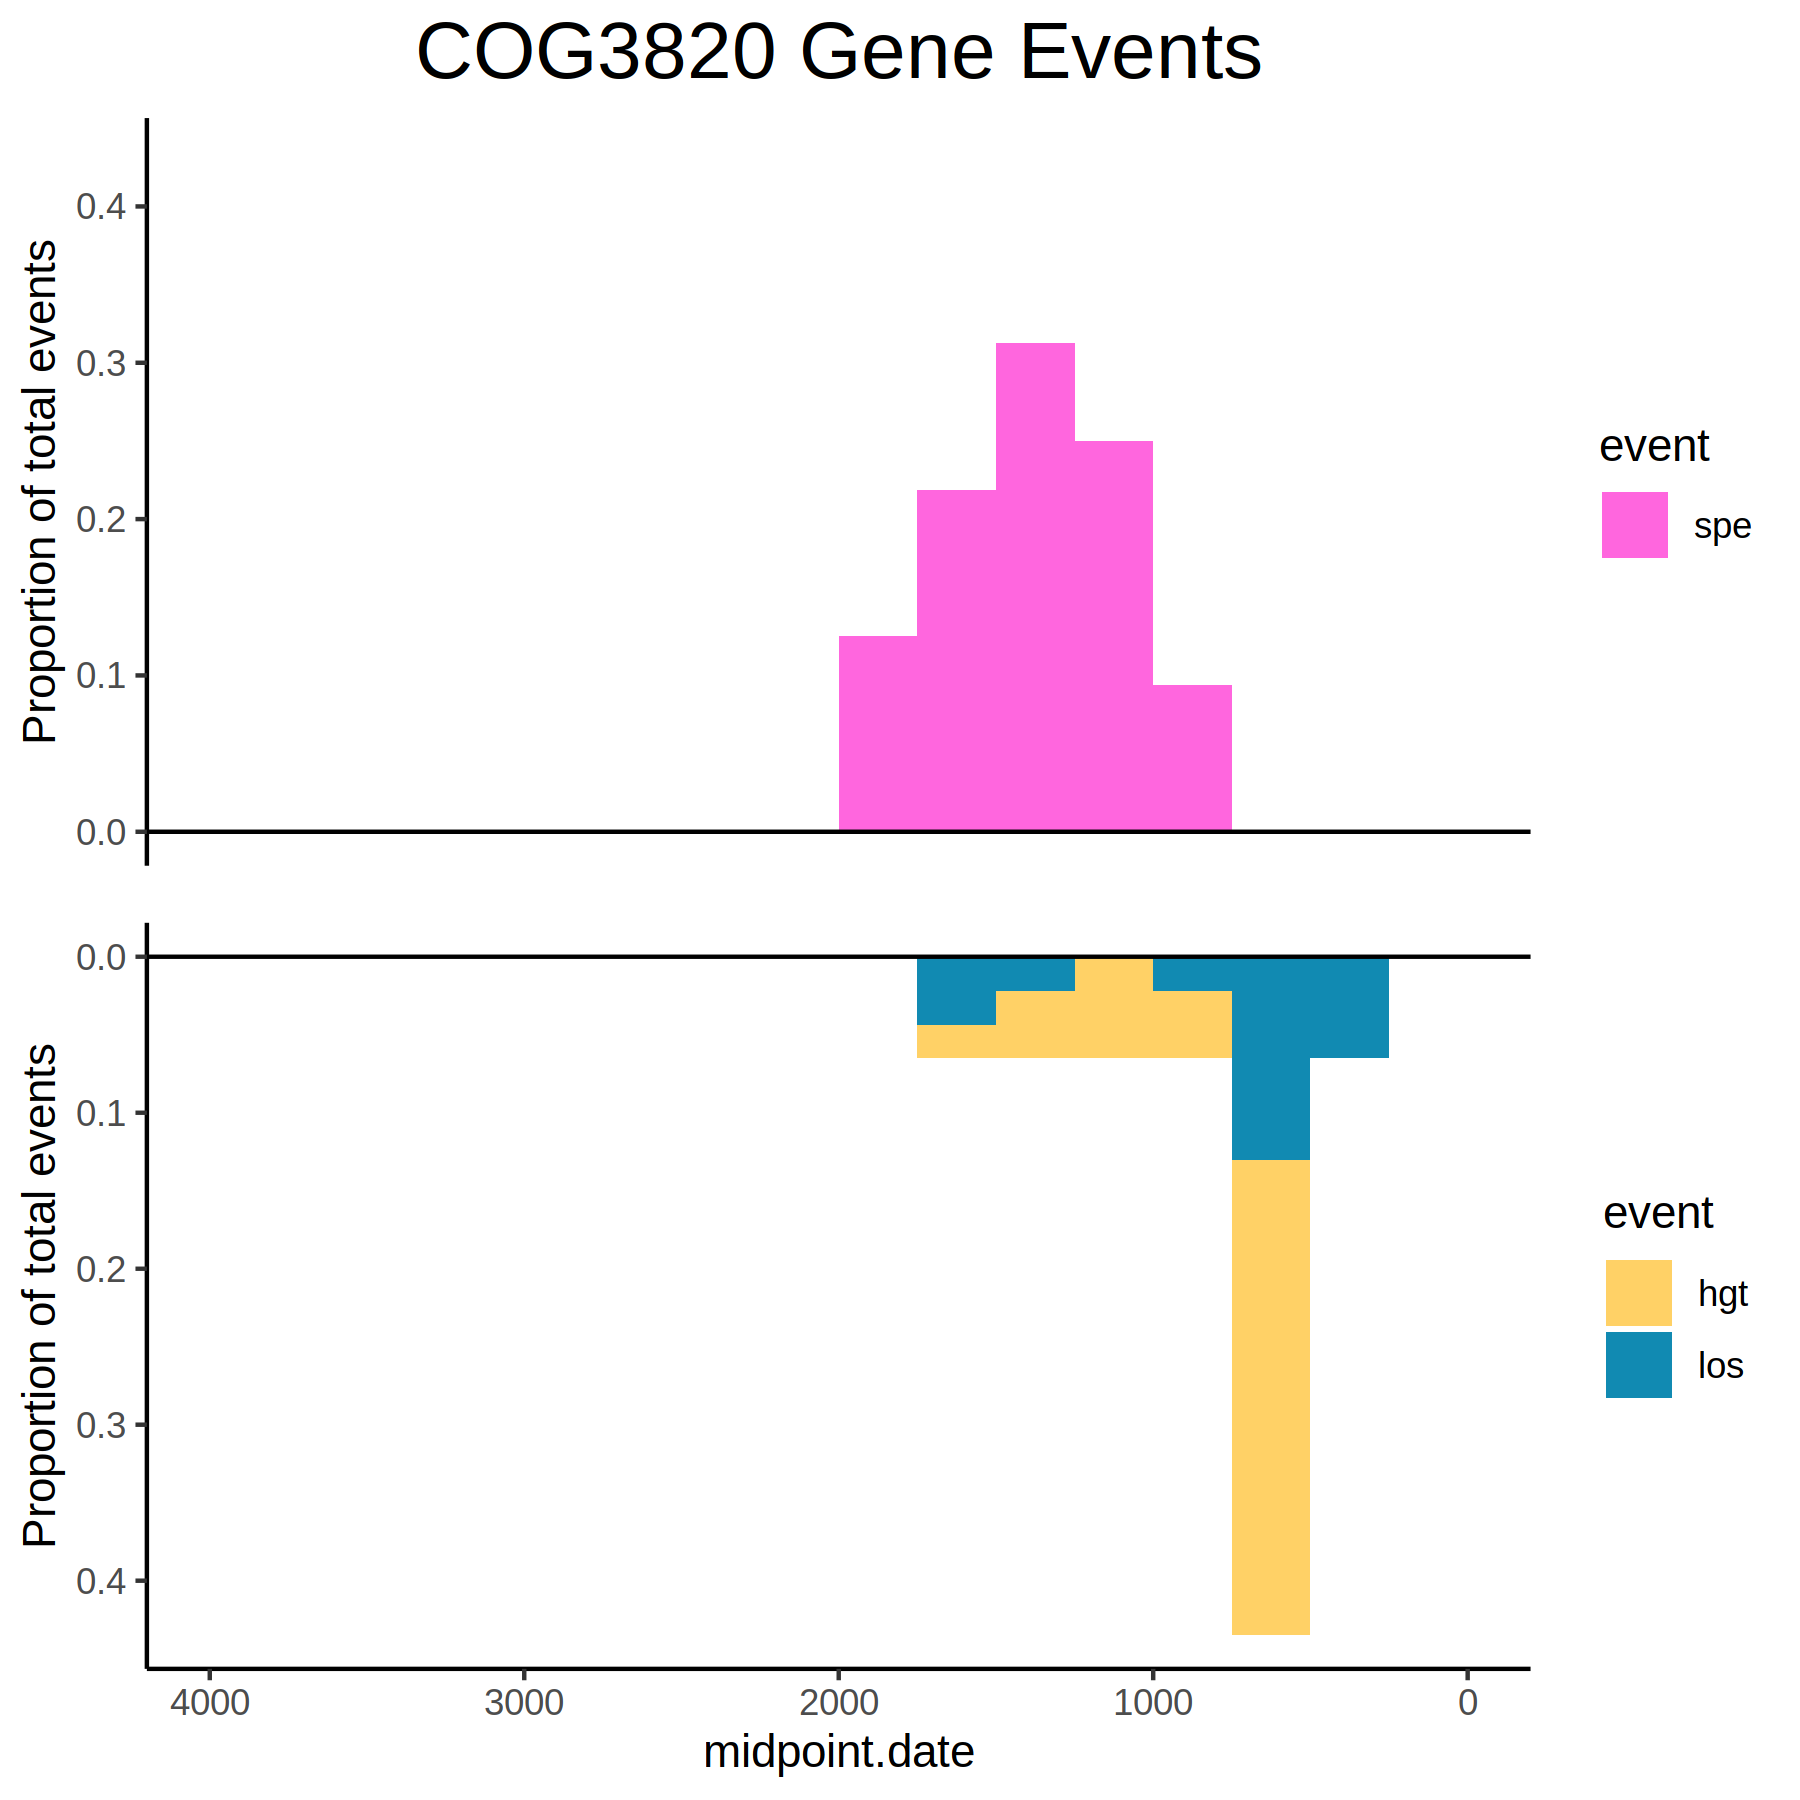 COG3820 Gene Events
Proportion of total events
0.4
0.3
0.2
0.1
0.0
event
spe
Proportion of total events
0.0
0.1
0.2
0.3
0.4
event
hgt
los
4000 3000 2000 1000 0
midpoint.date